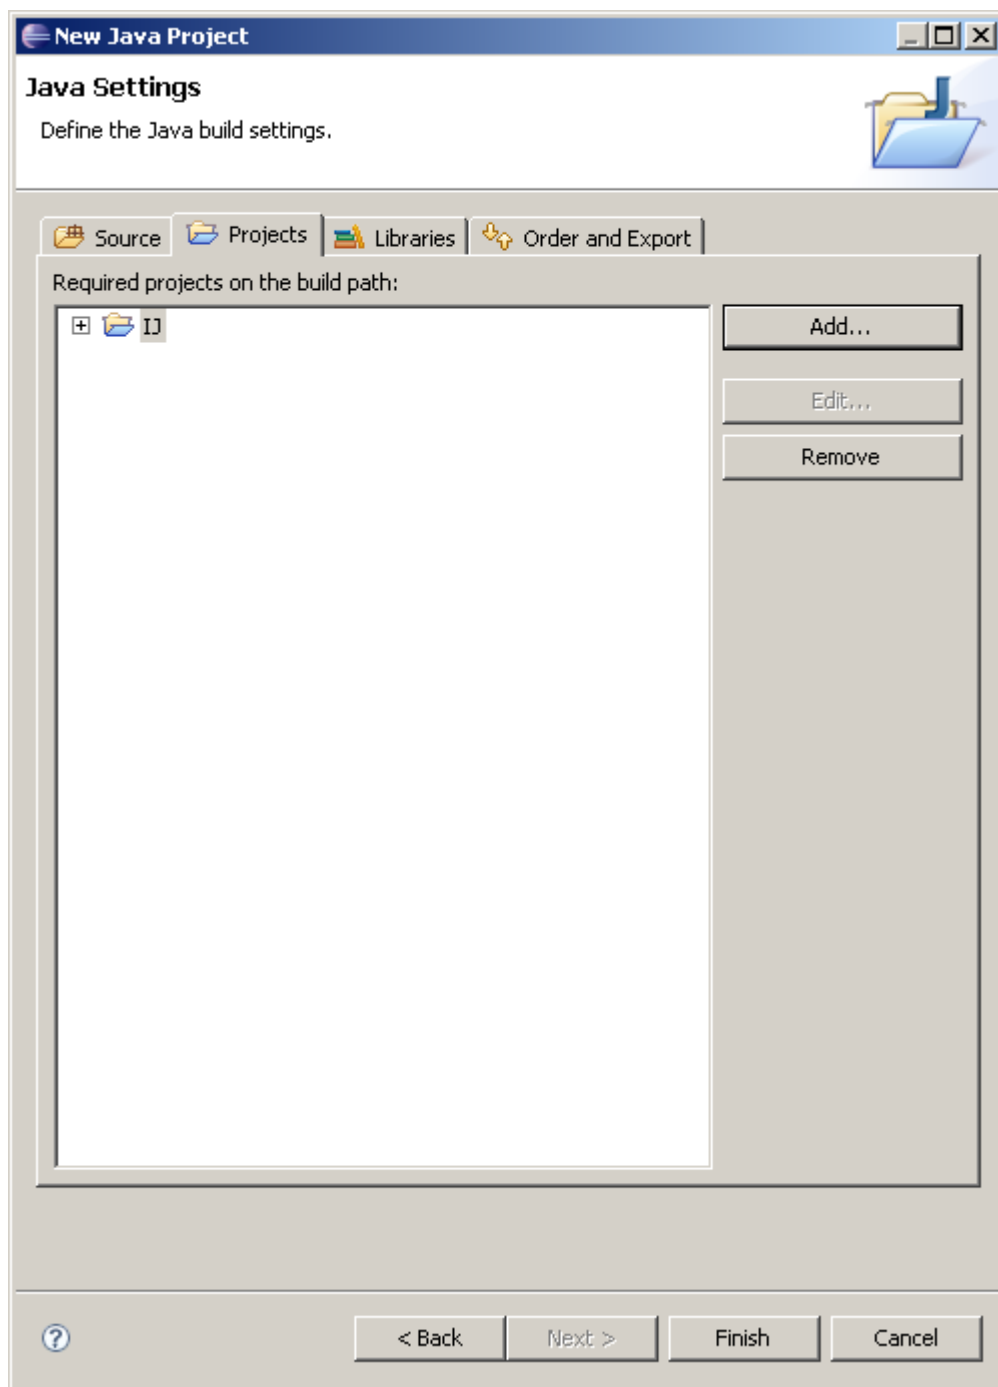 New Java Project
Java Settings
Define the Java build settings.
Source Projects Libraries Order and Export
Required projects on the build path:
IJ
Add...
Edit...
Remove
?
< Back Next > Finish Cancel